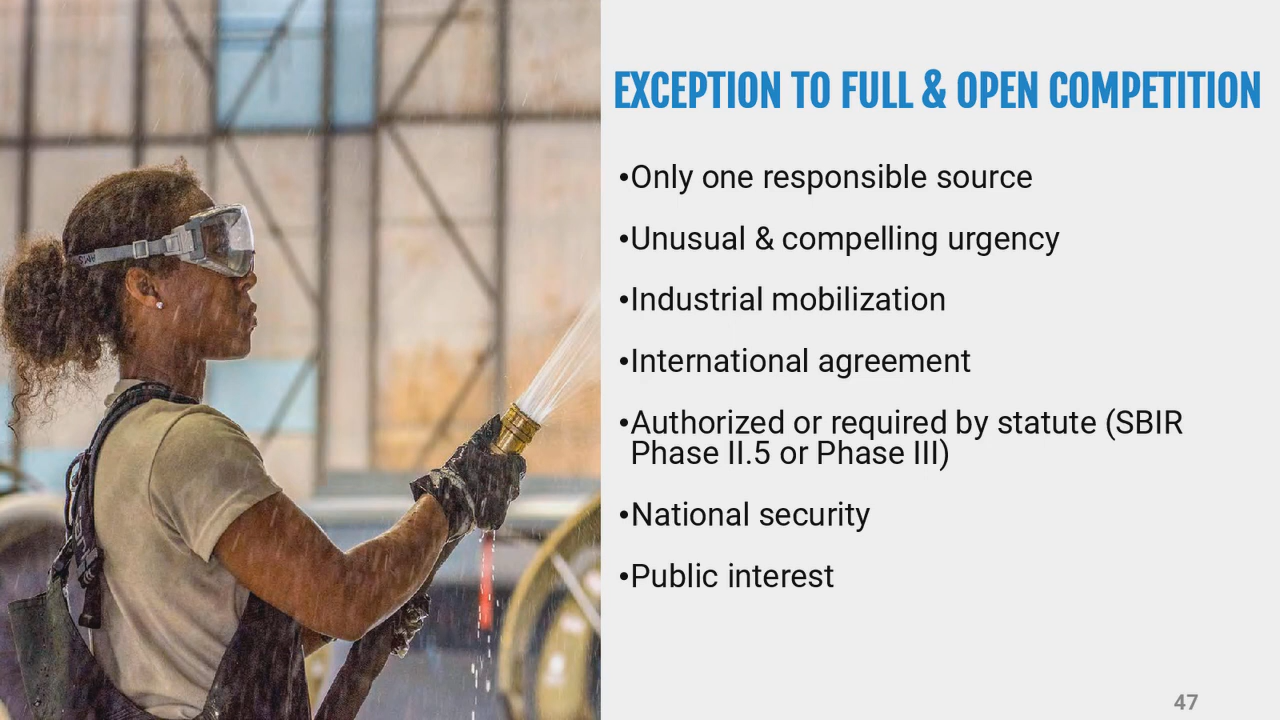 EXCEPTION TO FULL & OPEN COMPETITION
•Only one responsible source
•Unusual & compelling urgency
•Industrial mobilization
•International agreement
•Authorized or required by statute (SBIR
Phase II.5 or Phase III)
•National security
•Public interest
47